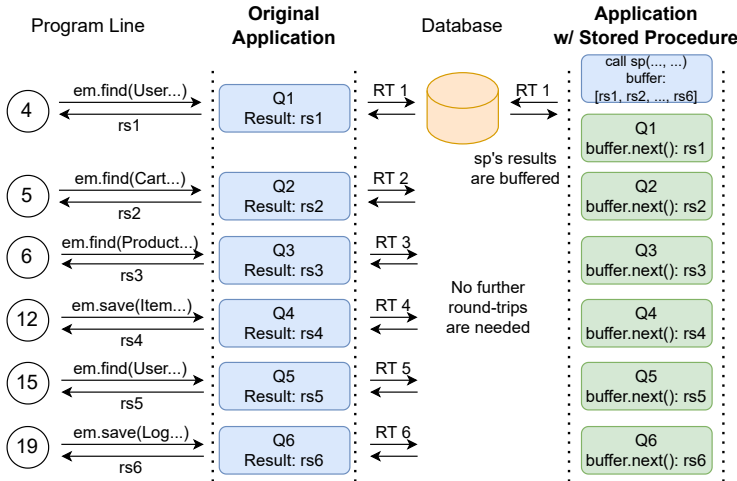 Program Line
Original
Application
Database
Application
w/ Stored Procedure
4
em.find(User...)
rs1
Q1
Result: rs1
RT 1
RT 1
call sp(..., ...)
buffer:
[rs1, rs2, ..., rs6]
Q1
buffer.next(): rs1
sp's results
are buffered
5
em.find(Cart...)
rs2
Q2
Result: rs2
RT 2
Q2
buffer.next(): rs2
6
em.find(Product...)
rs3
Q3
Result: rs3
RT 3
Q3
buffer.next(): rs3
No further
round-trips
are needed
12
em.save(Item...)
rs4
Q4
Result: rs4
RT 4
Q4
buffer.next(): rs4
15
em.find(User...)
rs5
Q5
Result: rs5
RT 5
Q5
buffer.next(): rs5
19
em.save(Log...)
rs6
Q6
Result: rs6
RT 6
Q6
buffer.next(): rs6